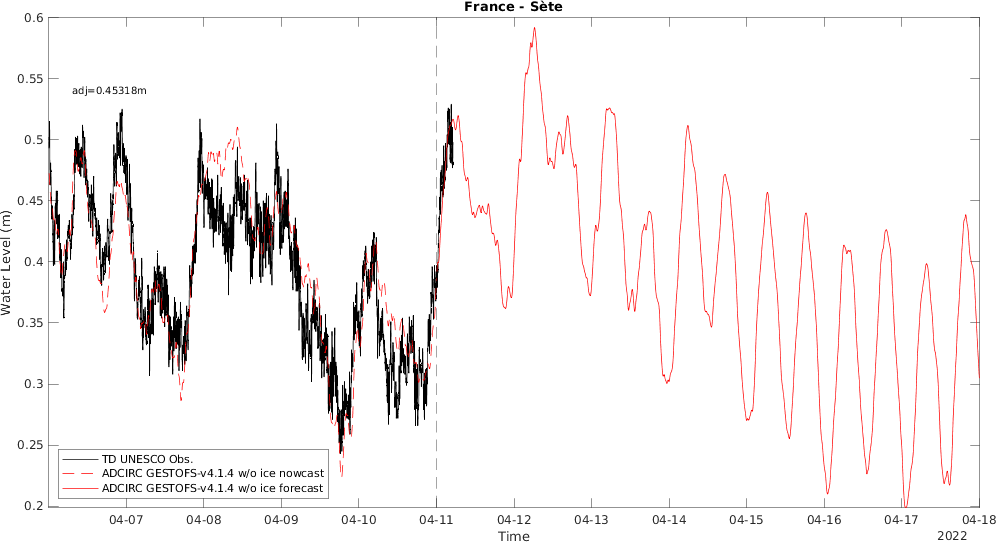 France - Sète
0.6
0.55
0.5
0.45
0.4
0.35
0.3
0.25
0.2
Water Level (m)
adj=0.45318m
TD UNESCO Obs.
ADCIRC GESTOFS-v4.1.4 w/o ice nowcast
ADCIRC GESTOFS-v4.1.4 w/o ice forecast
04-07 04-08 04-09 04-10 04-11 04-12 04-13 04-14 04-15 04-16 04-17 04-18
Time
2022